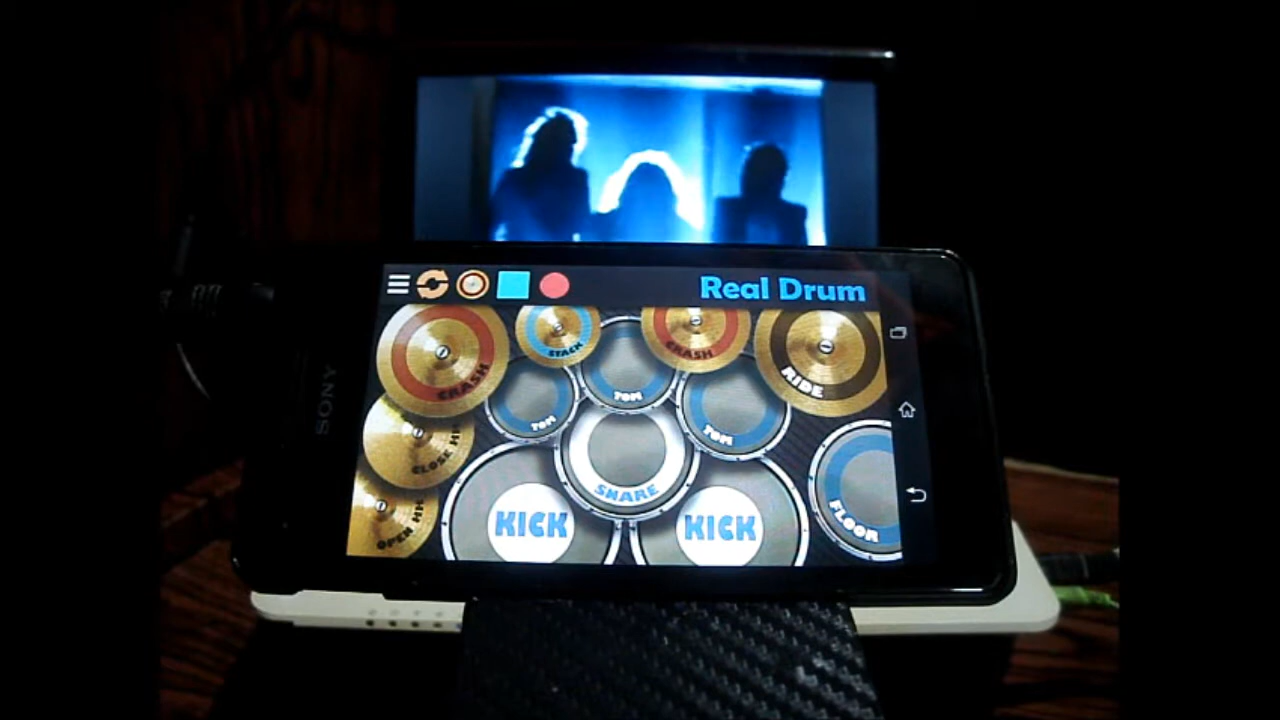 Real Drum
CRASH
STACK
CRASH
RIDE
TOM
TOM
TOM
CLOSE HH
SNARE
OPEN HH
KICK
KICK
FLOOR
SONY